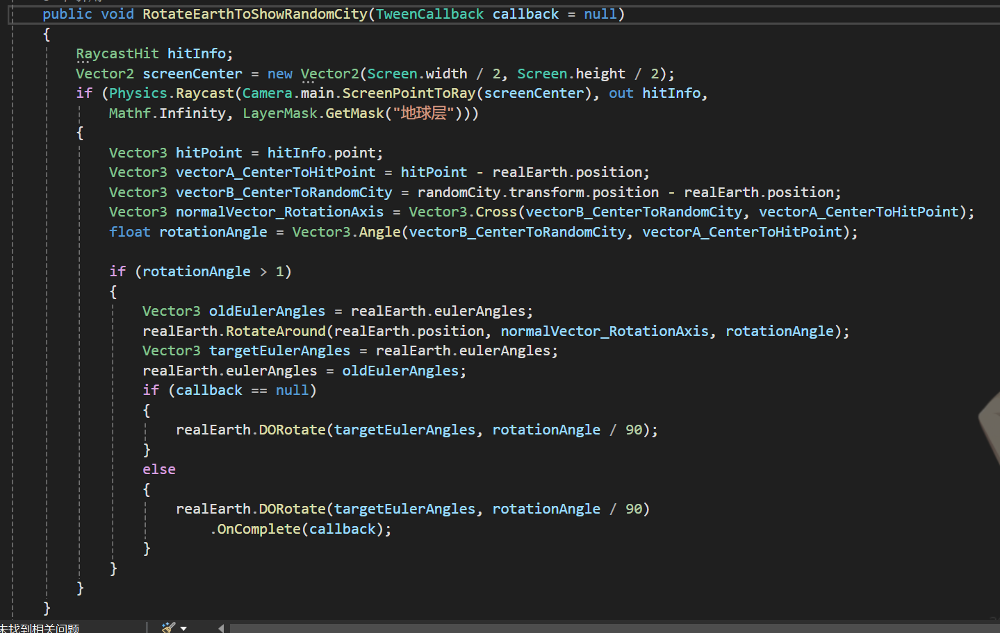 public void RotateEarthToShowRandomCity(TweenCallback callback = null)
{
RaycastHit hitInfo;
Vector2 screenCenter = new Vector2(Screen.width / 2, Screen.height / 2);
if (Physics.Raycast(Camera.main.ScreenPointToRay(screenCenter), out hitInfo,
Mathf.Infinity, LayerMask.GetMask("地球层")))
{
Vector3 hitPoint = hitInfo.point;
Vector3 vectorA_CenterToHitPoint = hitPoint - realEarth.position;
Vector3 vectorB_CenterToRandomCity = randomCity.transform.position - realEarth.position;
Vector3 normalVector_RotationAxis = Vector3.Cross(vectorB_CenterToRandomCity, vectorA_CenterToHitPoint);
float rotationAngle = Vector3.Angle(vectorB_CenterToRandomCity, vectorA_CenterToHitPoint);
if (rotationAngle > 1)
{
Vector3 oldEulerAngles = realEarth.eulerAngles;
realEarth.RotateAround(realEarth.position, normalVector_RotationAxis, rotationAngle);
Vector3 targetEulerAngles = realEarth.eulerAngles;
realEarth.eulerAngles = oldEulerAngles;
if (callback == null)
{
realEarth.DORotate(targetEulerAngles, rotationAngle / 90);
}
else
{
realEarth.DORotate(targetEulerAngles, rotationAngle / 90)
.OnComplete(callback);
}
}
}
}
未找到相关问题